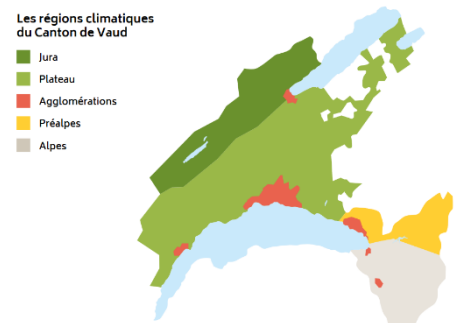 Les régions climatiques
du Canton de Vaud
Jura
Plateau
Agglomérations
Préalpes
Alpes